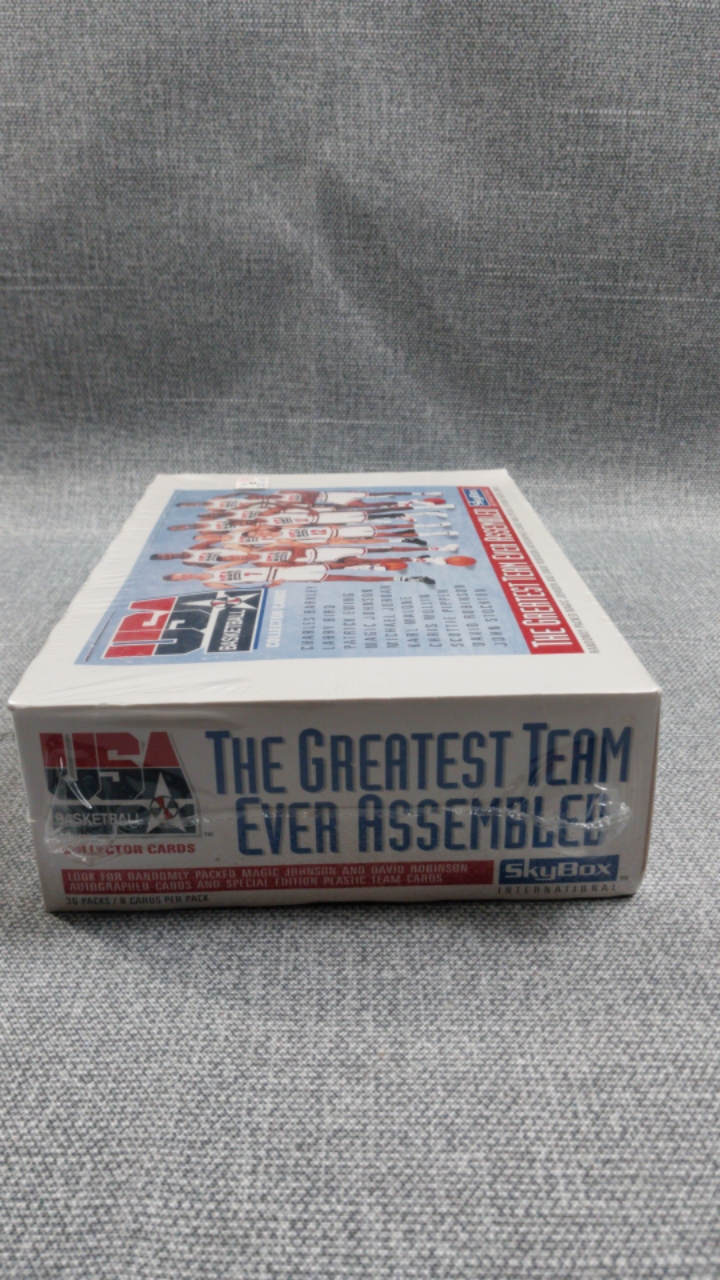 USA
BASKETBALL
COLLECTOR CARDS
CHARLES BARKLEY
LARRY BIRD
PATRICK EWING
MAGIC JOHNSON
MICHAEL JORDAN
KARL MALONE
CHRIS MULLIN
SCOTTIE PIPPEN
DAVID ROBINSON
JOHN STOCKTON
THE GREATEST TEAM EVER ASSEMBLED
SkyBox
USA
BASKETBALL
COLLECTOR CARDS
THE GREATEST TEAM
EVER ASSEMBLED
LOOK FOR RANDOMLY PACKED MAGIC JOHNSON AND DAVID ROBINSON
AUTOGRAPHED CARDS AND SPECIAL EDITION PLASTIC TEAM CARDS
SkyBox™
INTERNATIONAL
36 PACKS / 8 CARDS PER PACK